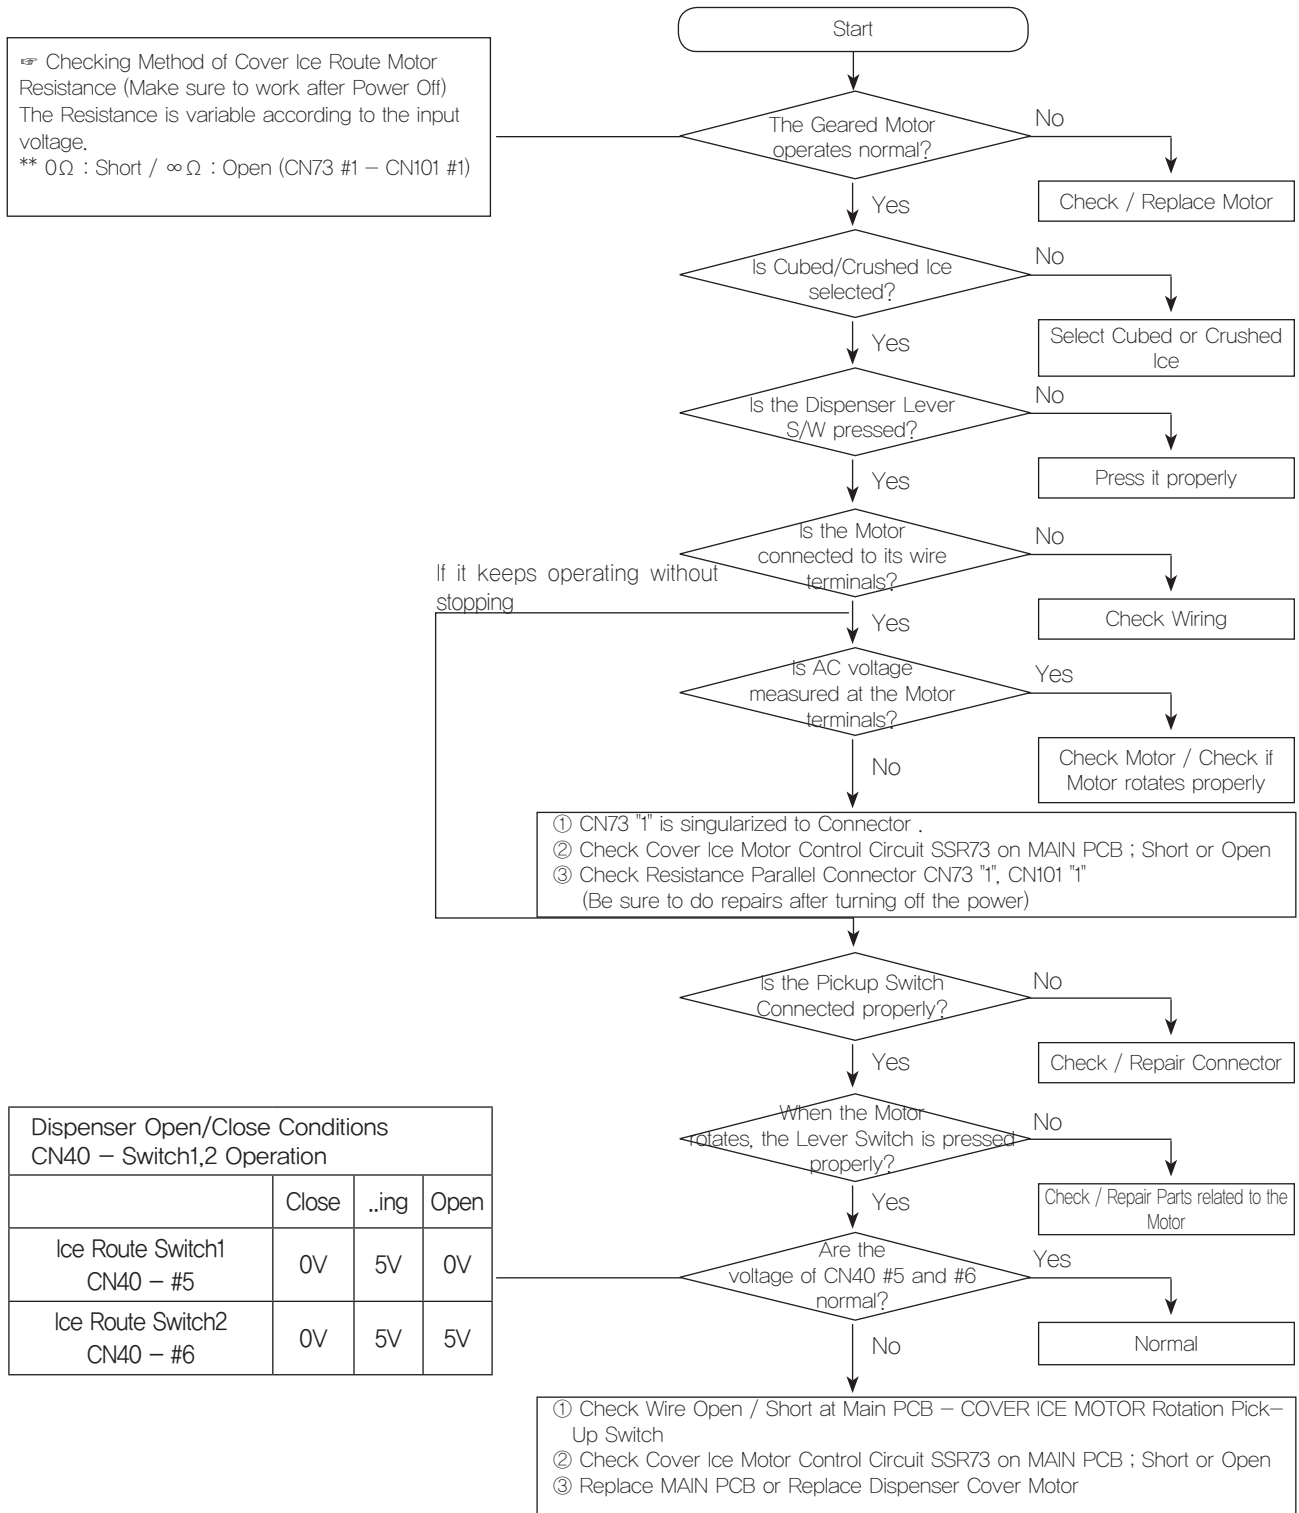 Start
☞ Checking Method of Cover Ice Route Motor
Resistance (Make sure to work after Power Off)
The Resistance is variable according to the input
voltage.
** 0Ω : Short / ∞Ω : Open (CN73 #1 – CN101 #1)
The Geared Motor
operates normal?
No
Check / Replace Motor
Yes
Is Cubed/Crushed Ice
selected?
No
Select Cubed or Crushed
Ice
Yes
Is the Dispenser Lever
S/W pressed?
No
Press it properly
Yes
Is the Motor
connected to its wire
terminals?
No
Check Wiring
If it keeps operating without
stopping
Yes
Is AC voltage
measured at the Motor
terminals?
Yes
Check Motor / Check if
Motor rotates properly
No
① CN73 "1" is singularized to Connector .
② Check Cover Ice Motor Control Circuit SSR73 on MAIN PCB ; Short or Open
③ Check Resistance Parallel Connector CN73 "1", CN101 "1"
(Be sure to do repairs after turning off the power)
Is the Pickup Switch
Connected properly?
No
Check / Repair Connector
Yes
When the Motor
rotates, the Lever Switch is pressed
properly?
No
Check / Repair Parts related to the
Motor
Yes
Dispenser Open/Close Conditions
CN40 – Switch1,2 Operation
Close ..ing Open
Ice Route Switch1
CN40 – #5
0V 5V 0V
Ice Route Switch2
CN40 – #6
0V 5V 5V
Are the
voltage of CN40 #5 and #6
normal?
Yes
Normal
No
① Check Wire Open / Short at Main PCB – COVER ICE MOTOR Rotation Pick–
Up Switch
② Check Cover Ice Motor Control Circuit SSR73 on MAIN PCB ; Short or Open
③ Replace MAIN PCB or Replace Dispenser Cover Motor